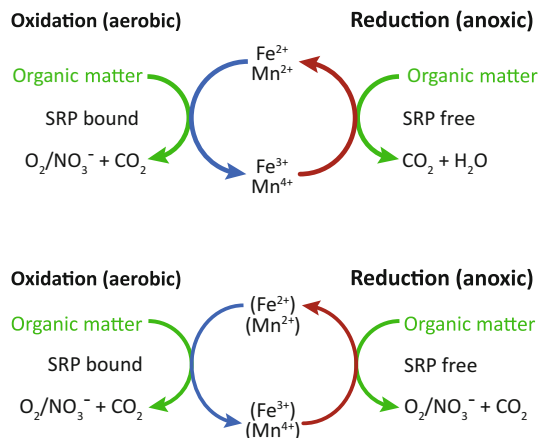 Oxidation (aerobic)
Reduction (anoxic)
Organic matter
Fe²⁺
Mn²⁺
Organic matter
SRP bound
SRP free
O₂/NO₃⁻ + CO₂
Fe³⁺
Mn⁴⁺
CO₂ + H₂O
Oxidation (aerobic)
Reduction (anoxic)
Organic matter
(Fe²⁺)
(Mn²⁺)
Organic matter
SRP bound
SRP free
O₂/NO₃⁻ + CO₂
(Fe³⁺)
(Mn⁴⁺)
O₂/NO₃⁻ + CO₂